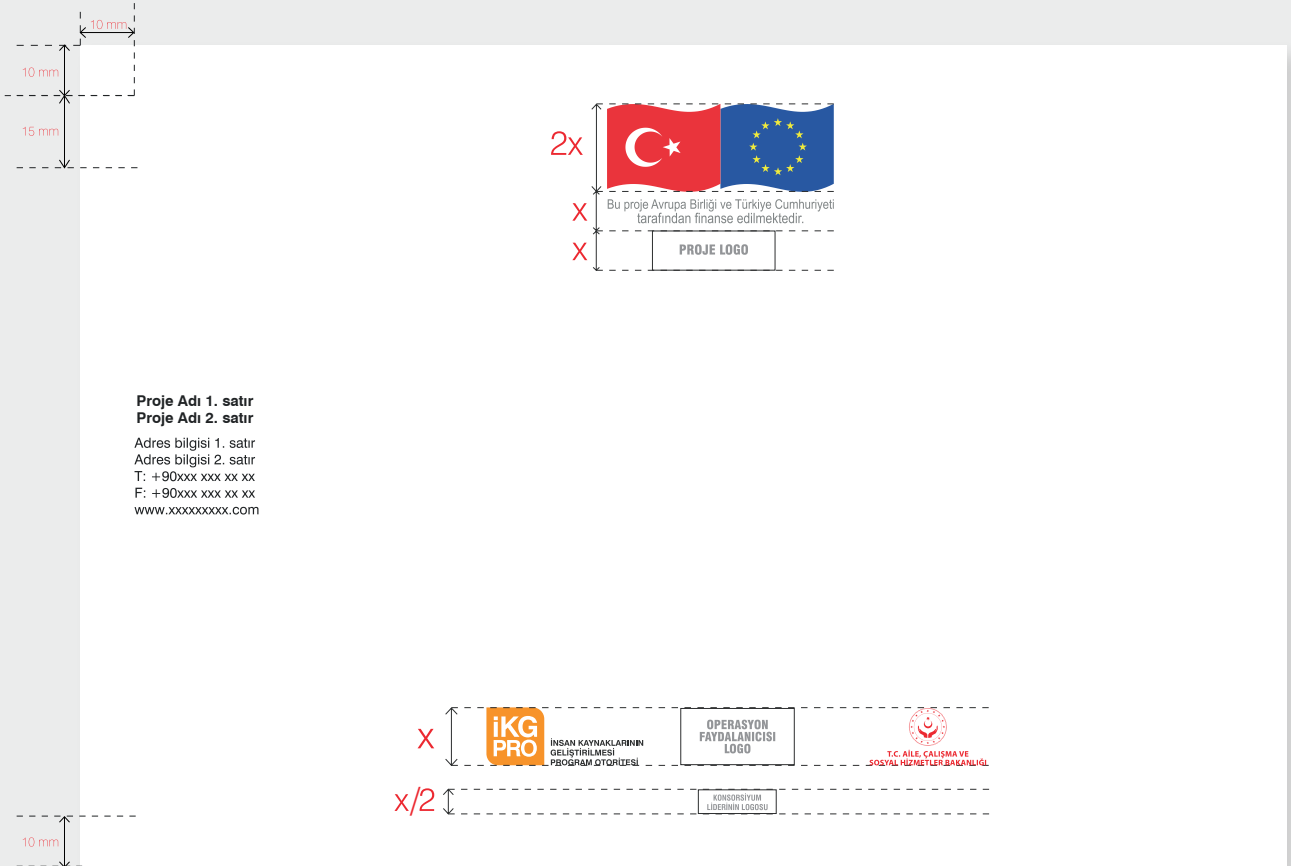 10 mm
10 mm
15 mm
2x
x
x
Bu proje Avrupa Birliği ve Türkiye Cumhuriyeti
tarafından finanse edilmektedir.
PROJE LOGO
Proje Adı 1. satır
Proje Adı 2. satır
Adres bilgisi 1. satır
Adres bilgisi 2. satır
T: +90xxx xxx xx xx
F: +90xxx xxx xx xx
www.xxxxxxxxx.com
x
iKG
PRO
İNSAN KAYNAKLARININ
GELİŞTİRİLMESİ
PROGRAM OTORİTESİ
OPERASYON
FAYDALANICISI
LOGO
T.C. AİLE, ÇALIŞMA VE
SOSYAL HİZMETLER BAKANLIĞI
x/2
KONSORSİYUM
LİDERİNİN LOGOSU
10 mm